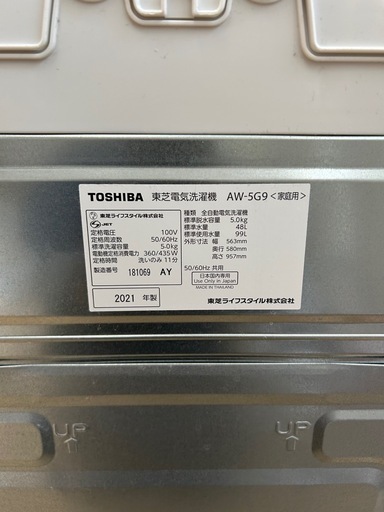 TOSHIBA 東芝電気洗濯機 AW-5G9 <家庭用>
東芝ライフスタイル株式会社
JET
定格電圧 100V
定格周波数 50/60Hz
標準洗濯容量 5.0kg
電動機定格消費電力 360/435W
定格時間 洗いのみ 11分
製造番号 181069 AY
2021 年製
種類 全自動電気洗濯機
標準脱水容量 5.0kg
標準水量 48L
標準使用水量 99L
外形寸法 幅 563mm
奥行 580mm
高さ 957mm
50/60Hz 共用
日本国内専用
Use Only in Japan
MADE IN THAILAND
東芝ライフスタイル株式会社
UP
UP